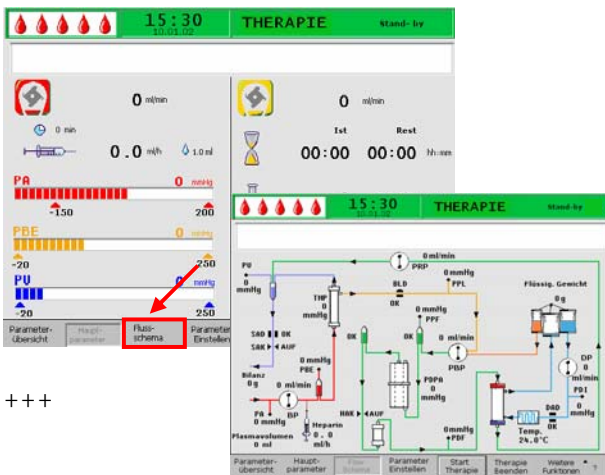 15:30 THERAPIE Stand-by
10.01.02
0 ml/min
0 ml/min
0 min
Ist Rest
0.0 ml/h 1.0 ml
00:00 00:00 hh:mm
PA 0 mmHg
-150 200
PBE 0 mmHg
-20 250
PV 0 mmHg
-20 250
Parameter-
übersicht
Haupt-
parameter
Fluss-
schema
Parameter
Einstellen
+++
15:30 THERAPIE Stand-by
10.01.02
0 ml/min
PRP
PV
0
mmHg
BLD
OK
0 mmHg
PPL
Flüssig. Gewicht
0 g
TMP
0
mmHg
0 mmHg
PPF
SAD OK
SAK AUF
OK
OK
0 ml/min
PBP
DP
0
ml/min
Bilanz
0 g
0 mmHg
PBE
0 ml/min
BP
PDPA
0
mmHg
PDI
0
mmHg
PA
0
mmHg
Heparin
0.0
ml/h
HAK AUF
DAD
OK
Plasmavolumen
0 ml
0 mmHg
PDF
Temp.
24.0°C
Parameter-
übersicht
Haupt-
parameter
Fluss-
schema
Parameter
Einstellen
Start
Therapie
Therapie
Beenden
Weitere
Funktionen